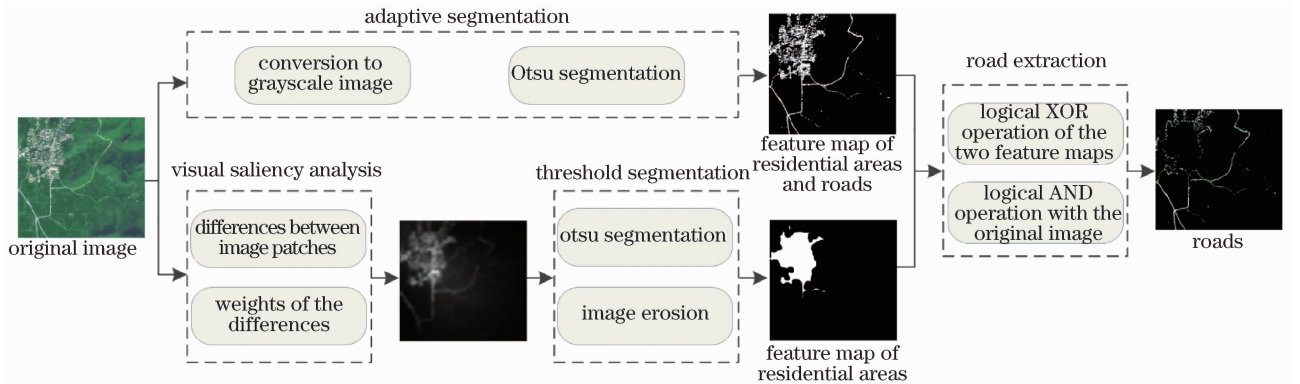 adaptive segmentation
conversion to
grayscale image
Otsu segmentation
feature map of
residential areas
and roads
original image
visual saliency analysis
differences between
image patches
weights of the
differences
threshold segmentation
otsu segmentation
image erosion
feature map of
residential areas
road extraction
logical XOR
operation of the
two feature maps
logical AND
operation with the
original image
roads